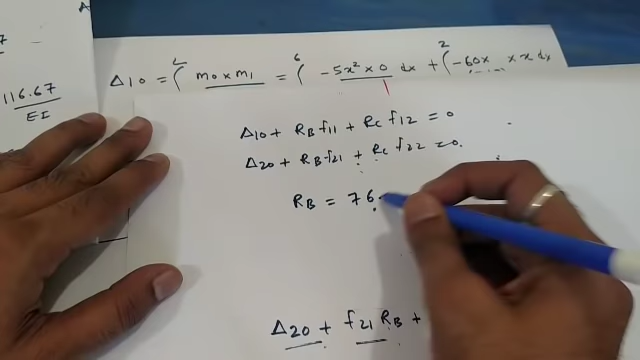 116.67
EI
Δ10 = ∫ m0 x m1 = ∫ -5x² x 0 dx + ∫ -60x x x dx
Δ10 + RB f11 + RC f12 = 0
Δ20 + RB f21 + RC f22 = 0.
RB = 76.
Δ20 + f21 RB +